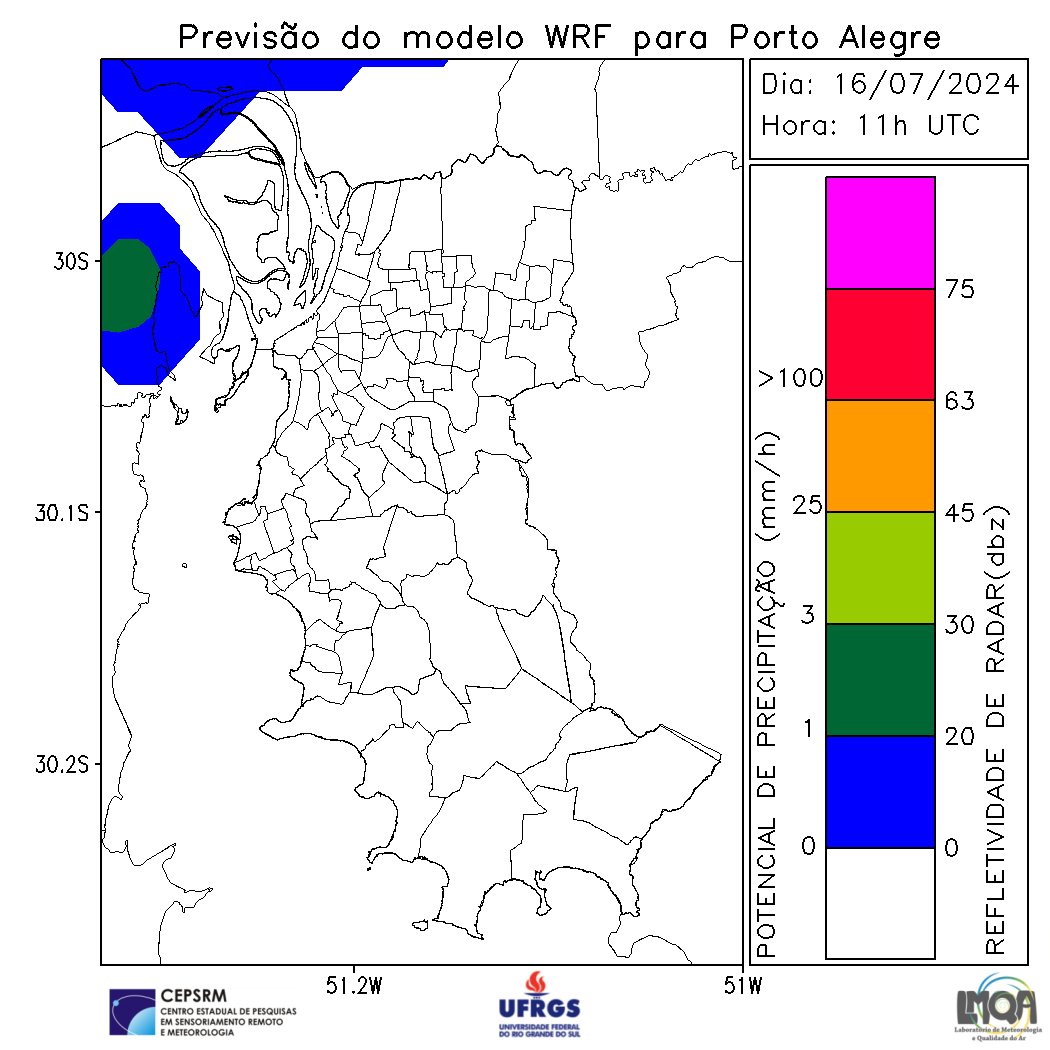 Previsão do modelo WRF para Porto Alegre
Dia: 16/07/2024
Hora: 11h UTC
30S
30.1S
30.2S
51.2W
51W
POTENCIAL DE PRECIPITAÇÃO (mm/h)
>100
25
3
1
0
75
63
45
30
20
0
REFLETIVIDADE DE RADAR(dbz)
CEPSRM
CENTRO ESTADUAL DE PESQUISAS
EM SENSORIAMENTO REMOTO
E METEOROLOGIA
UFRGS
UNIVERSIDADE FEDERAL
DO RIO GRANDE DO SUL
LMQA
Laboratório de Meteorologia
e Qualidade do Ar